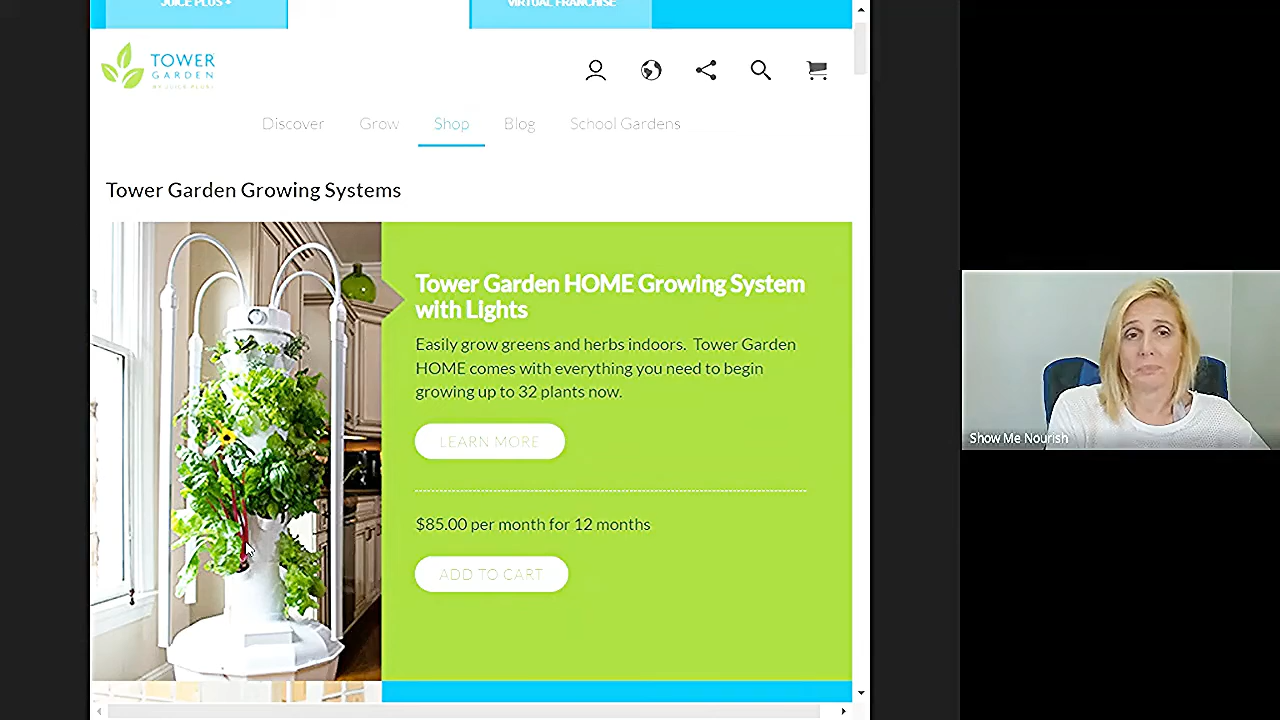 JUICE PLUS +
VIRTUAL FRANCHISE
TOWER
GARDEN
BY JUICE PLUS+
Discover
Grow
Shop
Blog
School Gardens
Tower Garden Growing Systems
Tower Garden HOME Growing System
with Lights
Easily grow greens and herbs indoors. Tower Garden
HOME comes with everything you need to begin
growing up to 32 plants now.
LEARN MORE
$85.00 per month for 12 months
ADD TO CART
Show Me Nourish